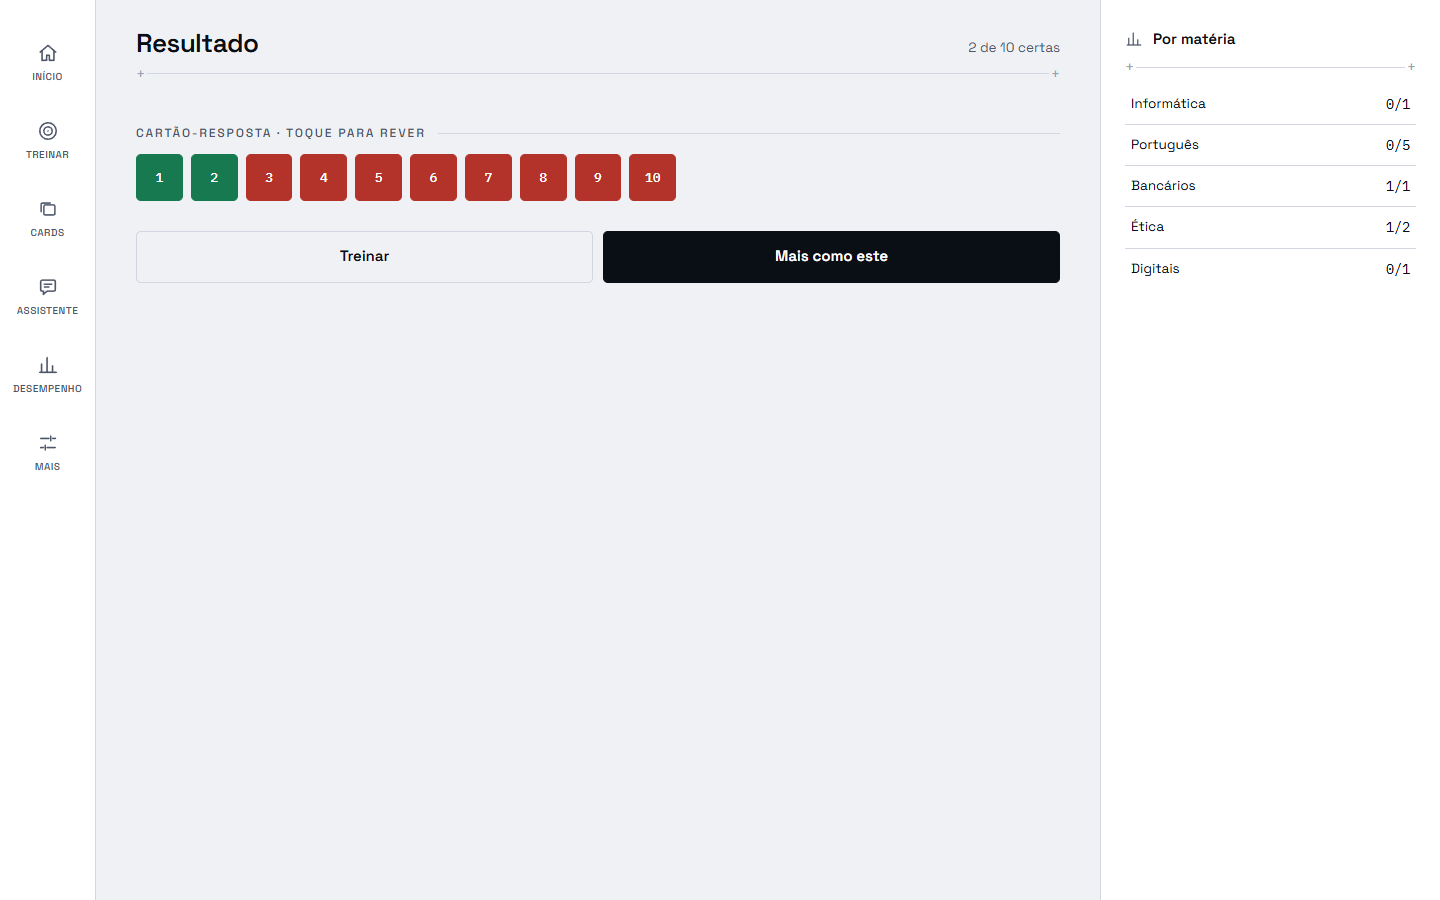 INÍCIO
TREINAR
CARDS
ASSISTENTE
DESEMPENHO
MAIS
Resultado
2 de 10 certas
CARTÃO-RESPOSTA · TOQUE PARA REVER
1 2 3 4 5 6 7 8 9 10
Treinar
Mais como este
Por matéria
Informática 0/1
Português 0/5
Bancários 1/1
Ética 1/2
Digitais 0/1